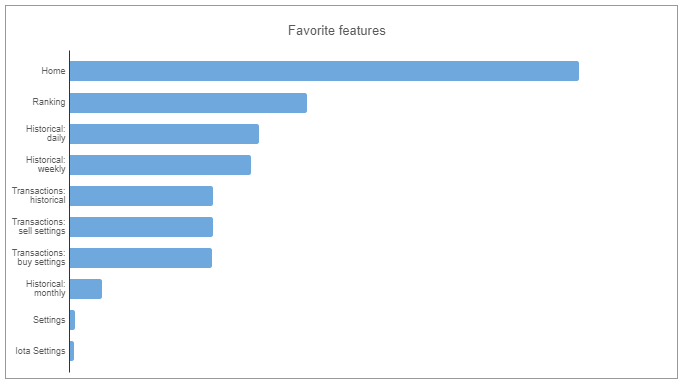 Favorite features
Home
Ranking
Historical:
daily
Historical:
weekly
Transactions:
historical
Transactions:
sell settings
Transactions:
buy settings
Historical:
monthly
Settings
Iota Settings